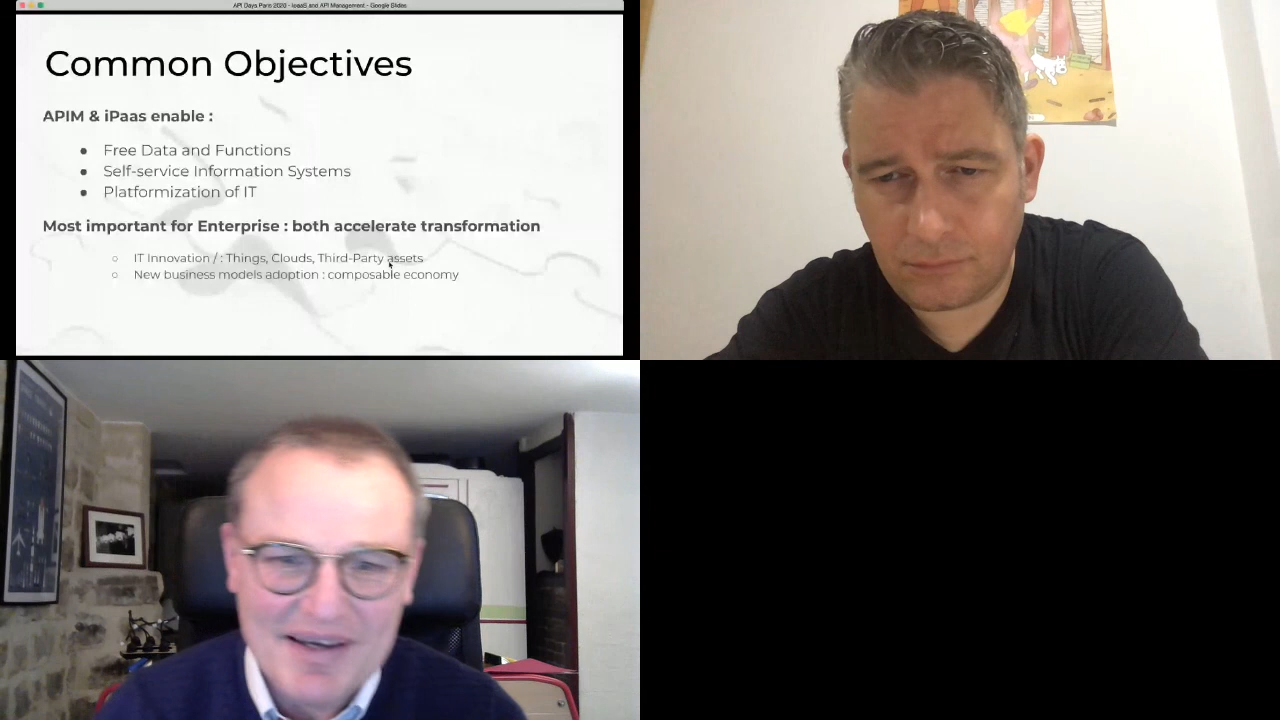 API Days Paris 2020 - IpaaS and API Management - Google Slides
Common Objectives
APIM & iPaas enable :
● Free Data and Functions
● Self-service Information Systems
● Platformization of IT
Most important for Enterprise : both accelerate transformation
○ IT Innovation / : Things, Clouds, Third-Party assets
○ New business models adoption : composable economy